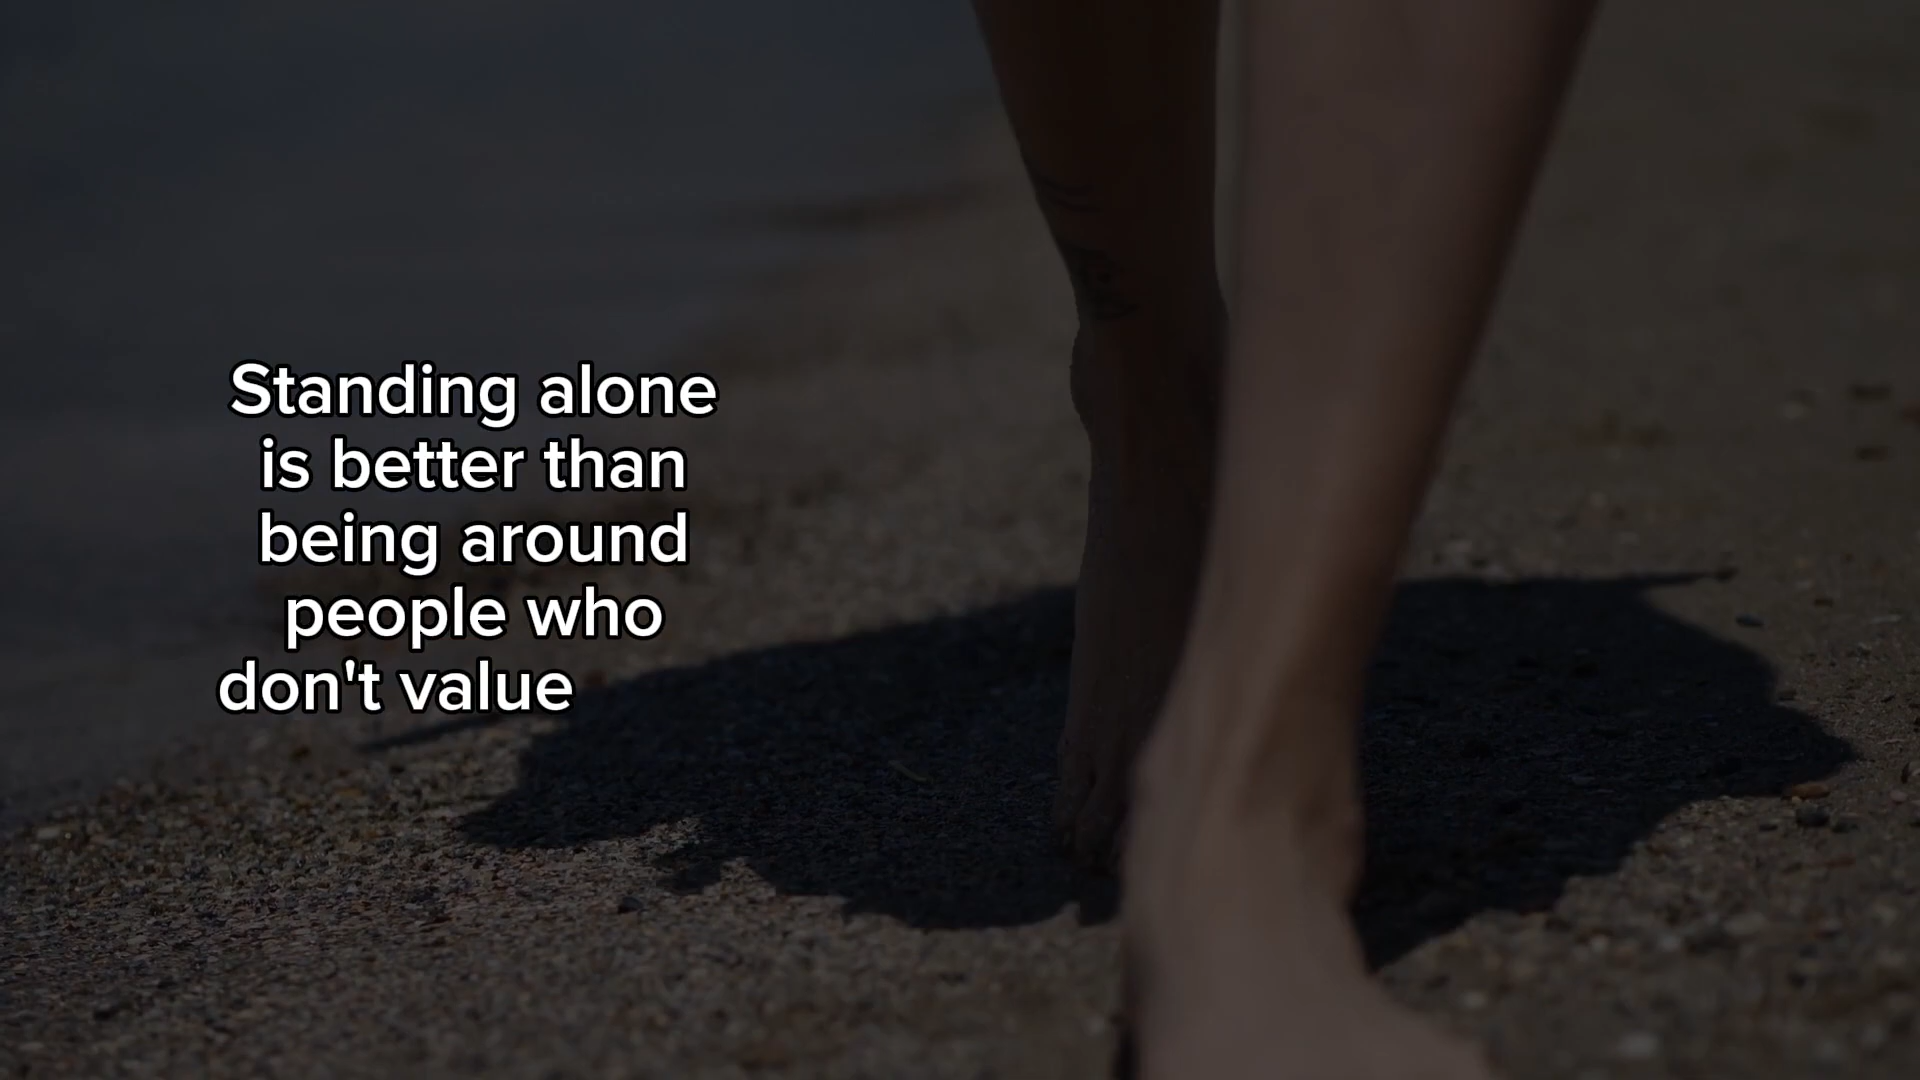 Standing alone
is better than
being around
people who
don't value